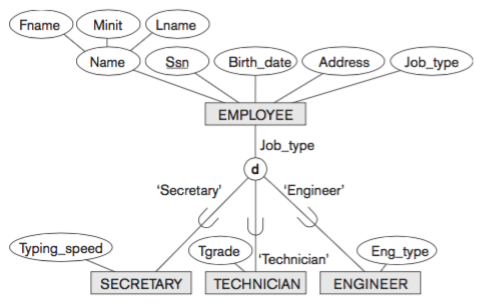 Fname
Minit
Lname
Name
Ssn
Birth_date
Address
Job_type
EMPLOYEE
Job_type
d
'Secretary'
'Engineer'
Typing_speed
Tgrade
'Technician'
Eng_type
SECRETARY
TECHNICIAN
ENGINEER